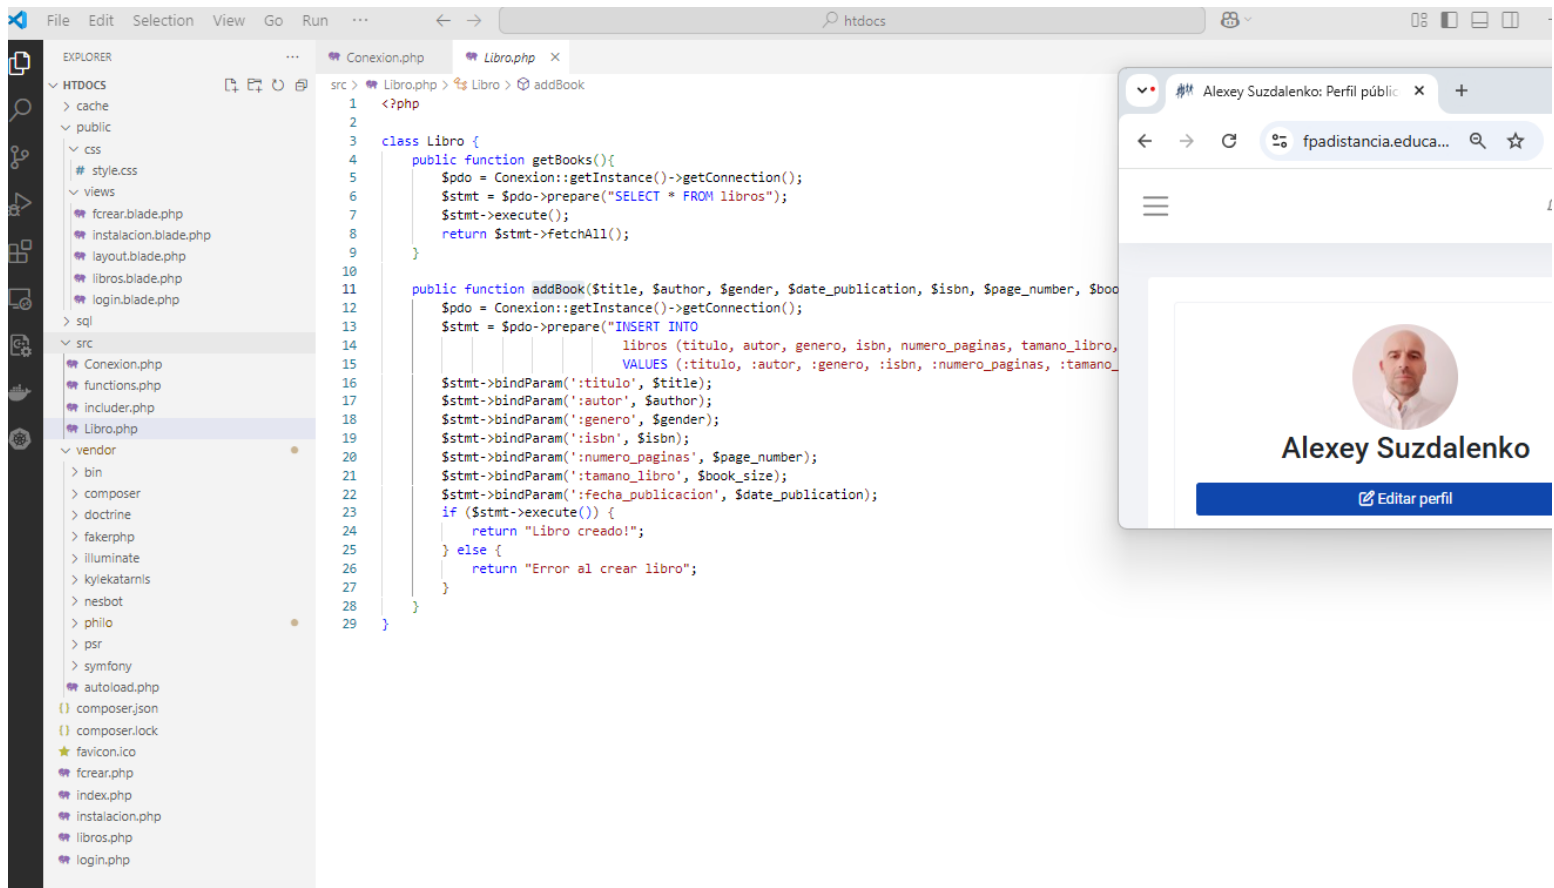 File Edit Selection View Go Run ··· htdocs
EXPLORER ···
HTDOCS
cache
public
css
# style.css
views
fcrear.blade.php
instalacion.blade.php
layout.blade.php
libros.blade.php
login.blade.php
sql
src
Conexion.php
functions.php
includer.php
Libro.php
vendor
bin
composer
doctrine
fakerphp
illuminate
kylekatarnls
nesbot
philo
psr
symfony
autoload.php
{} composer.json
{} composer.lock
favicon.ico
fcrear.php
index.php
instalacion.php
libros.php
login.php
Conexion.php Libro.php
src > Libro.php > Libro > addBook
1 <?php
2
3 class Libro {
4 public function getBooks(){
5 $pdo = Conexion::getInstance()->getConnection();
6 $stmt = $pdo->prepare("SELECT * FROM libros");
7 $stmt->execute();
8 return $stmt->fetchAll();
9 }
10
11 public function addBook($title, $author, $gender, $date_publication, $isbn, $page_number, $boo
12 $pdo = Conexion::getInstance()->getConnection();
13 $stmt = $pdo->prepare("INSERT INTO
14 libros (titulo, autor, genero, isbn, numero_paginas, tamano_libro,
15 VALUES (:titulo, :autor, :genero, :isbn, :numero_paginas, :tamano_
16 $stmt->bindParam(':titulo', $title);
17 $stmt->bindParam(':autor', $author);
18 $stmt->bindParam(':genero', $gender);
19 $stmt->bindParam(':isbn', $isbn);
20 $stmt->bindParam(':numero_paginas', $page_number);
21 $stmt->bindParam(':tamano_libro', $book_size);
22 $stmt->bindParam(':fecha_publicacion', $date_publication);
23 if ($stmt->execute()) {
24 return "Libro creado!";
25 } else {
26 return "Error al crear libro";
27 }
28 }
29 }
Alexey Suzdalenko: Perfil públic
fpadistancia.educa...
Alexey Suzdalenko
Editar perfil